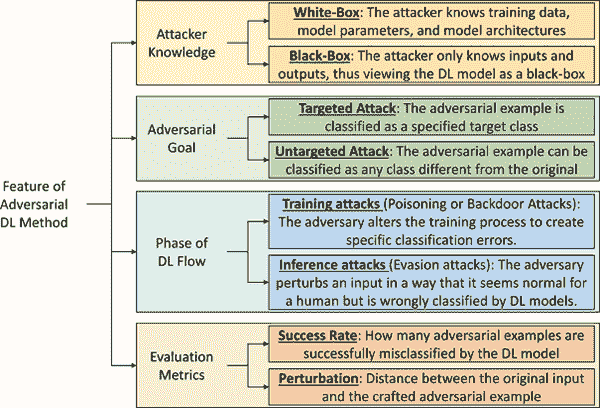 Feature of
Adversarial
DL Method
Attacker
Knowledge
White-Box: The attacker knows training data,
model parameters, and model architectures
Black-Box: The attacker only knows inputs and
outputs, thus viewing the DL model as a black-box
Adversarial
Goal
Targeted Attack: The adversarial example is
classified as a specified target class
Untargeted Attack: The adversarial example can be
classified as any class different from the original
Phase of
DL Flow
Training attacks (Poisoning or Backdoor Attacks):
The adversary alters the training process to create
specific classification errors.
Inference attacks (Evasion attacks): The adversary
perturbs an input in a way that it seems normal for
a human but is wrongly classified by DL models.
Evaluation
Metrics
Success Rate: How many adversarial examples are
successfully misclassified by the DL model
Perturbation: Distance between the original input
and the crafted adversarial example